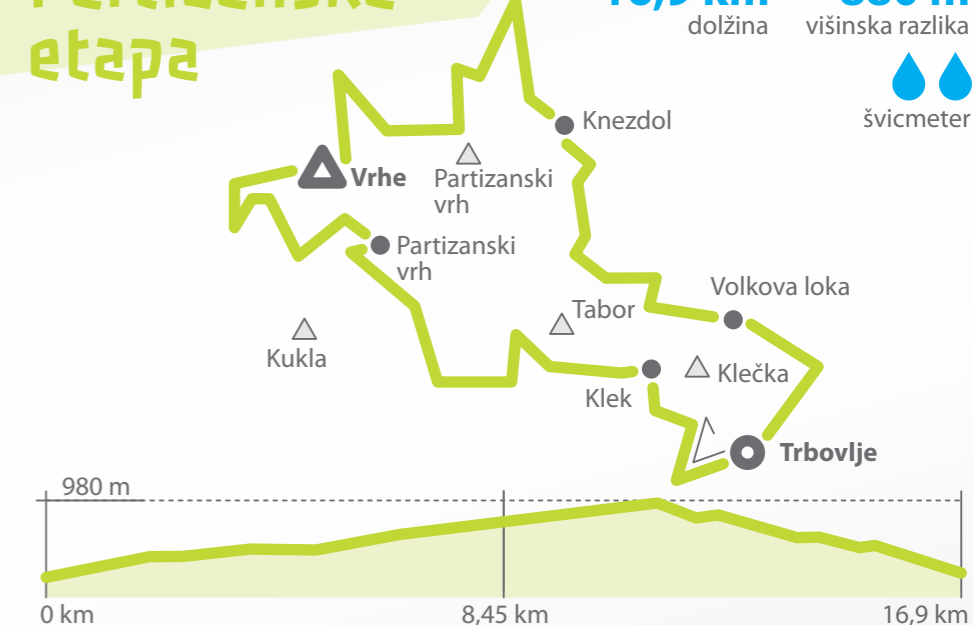 etapa
dolžina
višinska razlika
švicmeter
Knezdol
Vrhe
Partizanski
vrh
Partizanski
vrh
Volkova loka
Tabor
Kukla
Klečka
Klek
Trbovlje
980 m
0 km
8,45 km
16,9 km